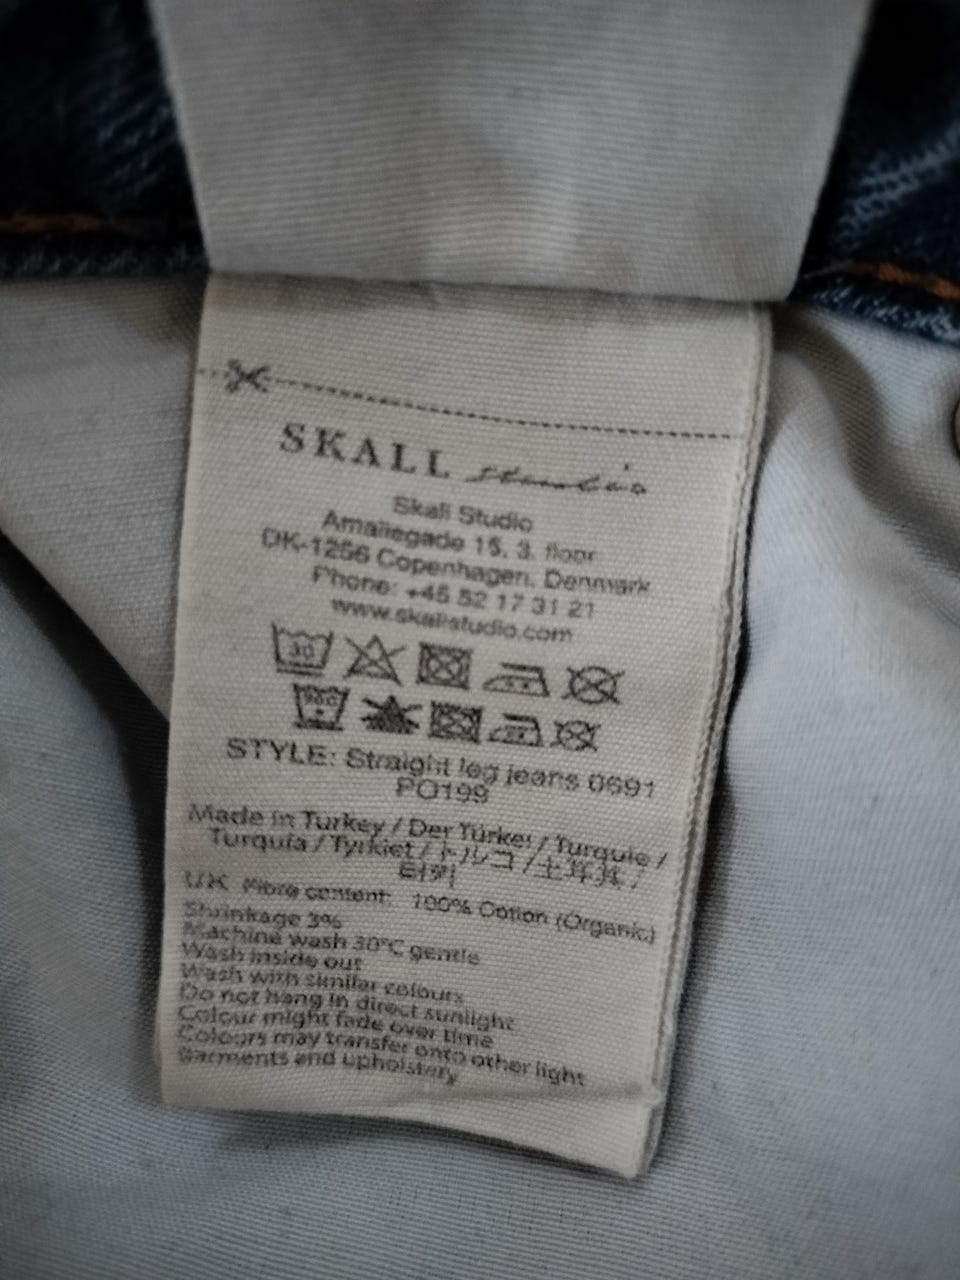 SKALL studio
Skall Studio
Amaliegade 15, 3. floor
DK-1256 Copenhagen, Denmark
Phone: +45 52 17 31 21
www.skallstudio.com
30
STYLE: Straight leg jeans 0691
PO199
Made in Turkey / Der Türkei / Turquie /
Turquía / Tyrkiet / トルコ / 土耳其 /
터키
UK Fibre content: 100% Cotton (Organic)
Shrinkage 3%
Machine wash 30°C gentle
Wash inside out
Wash with similar colours
Do not hang in direct sunlight
Colour might fade over time
Colours may transfer onto other light
garments and upholstery